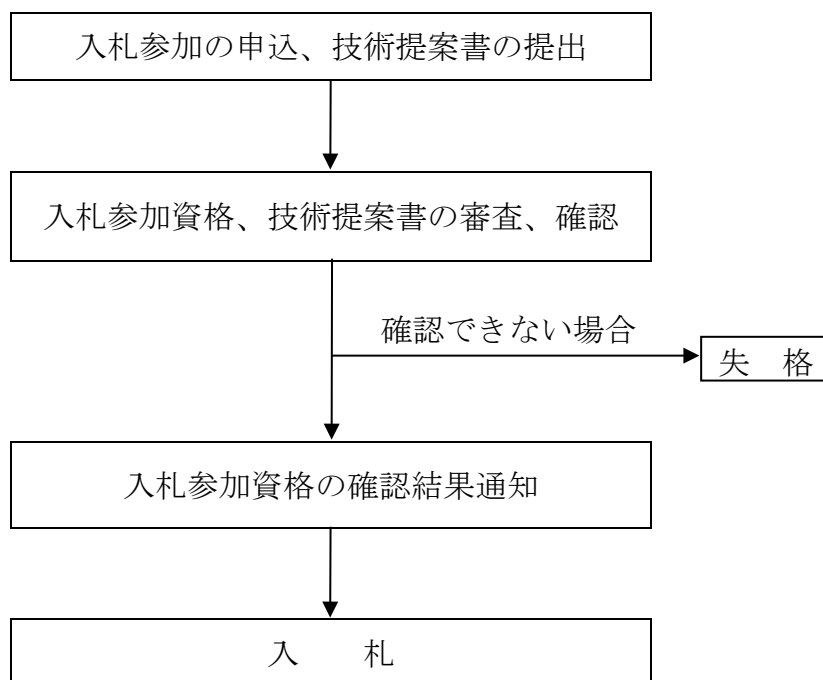 入札参加の申込、技術提案書の提出
入札参加資格、技術提案書の審査、確認
確認できない場合
失　格
入札参加資格の確認結果通知
入　　札